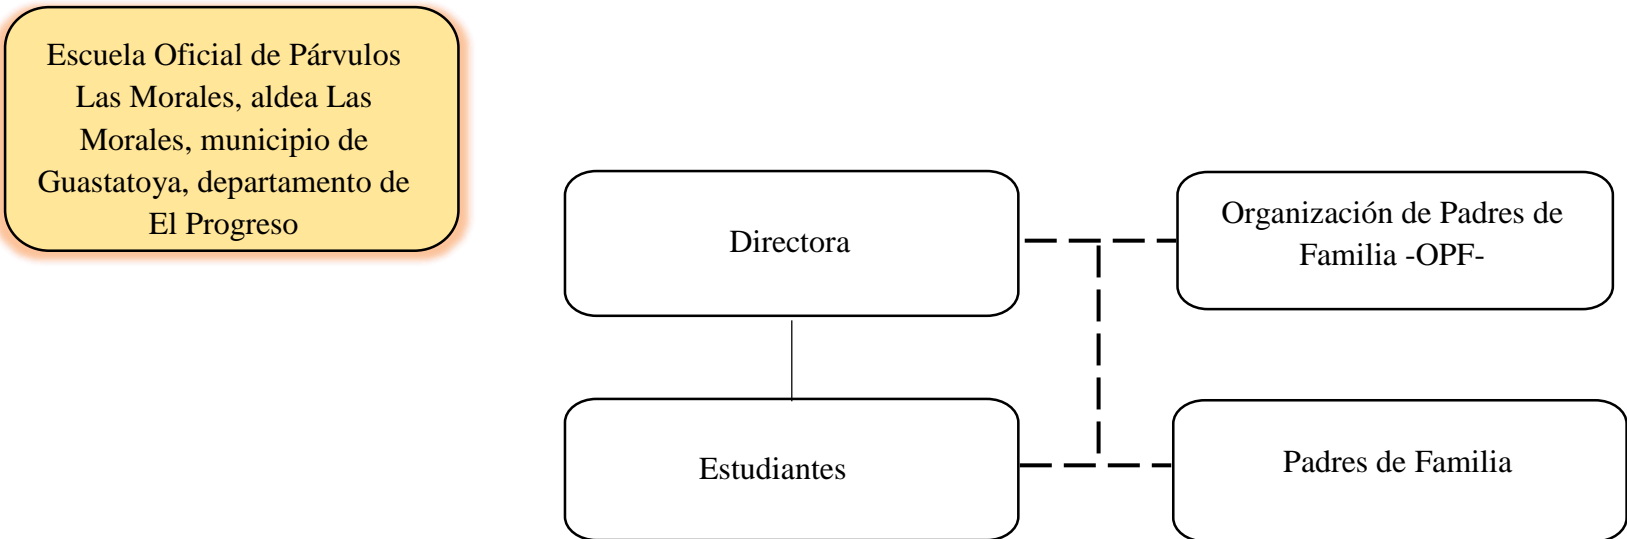 Escuela Oficial de Párvulos
Las Morales, aldea Las
Morales, municipio de
Guastatoya, departamento de
El Progreso
Directora
Organización de Padres de
Familia -OPF-
Estudiantes
Padres de Familia